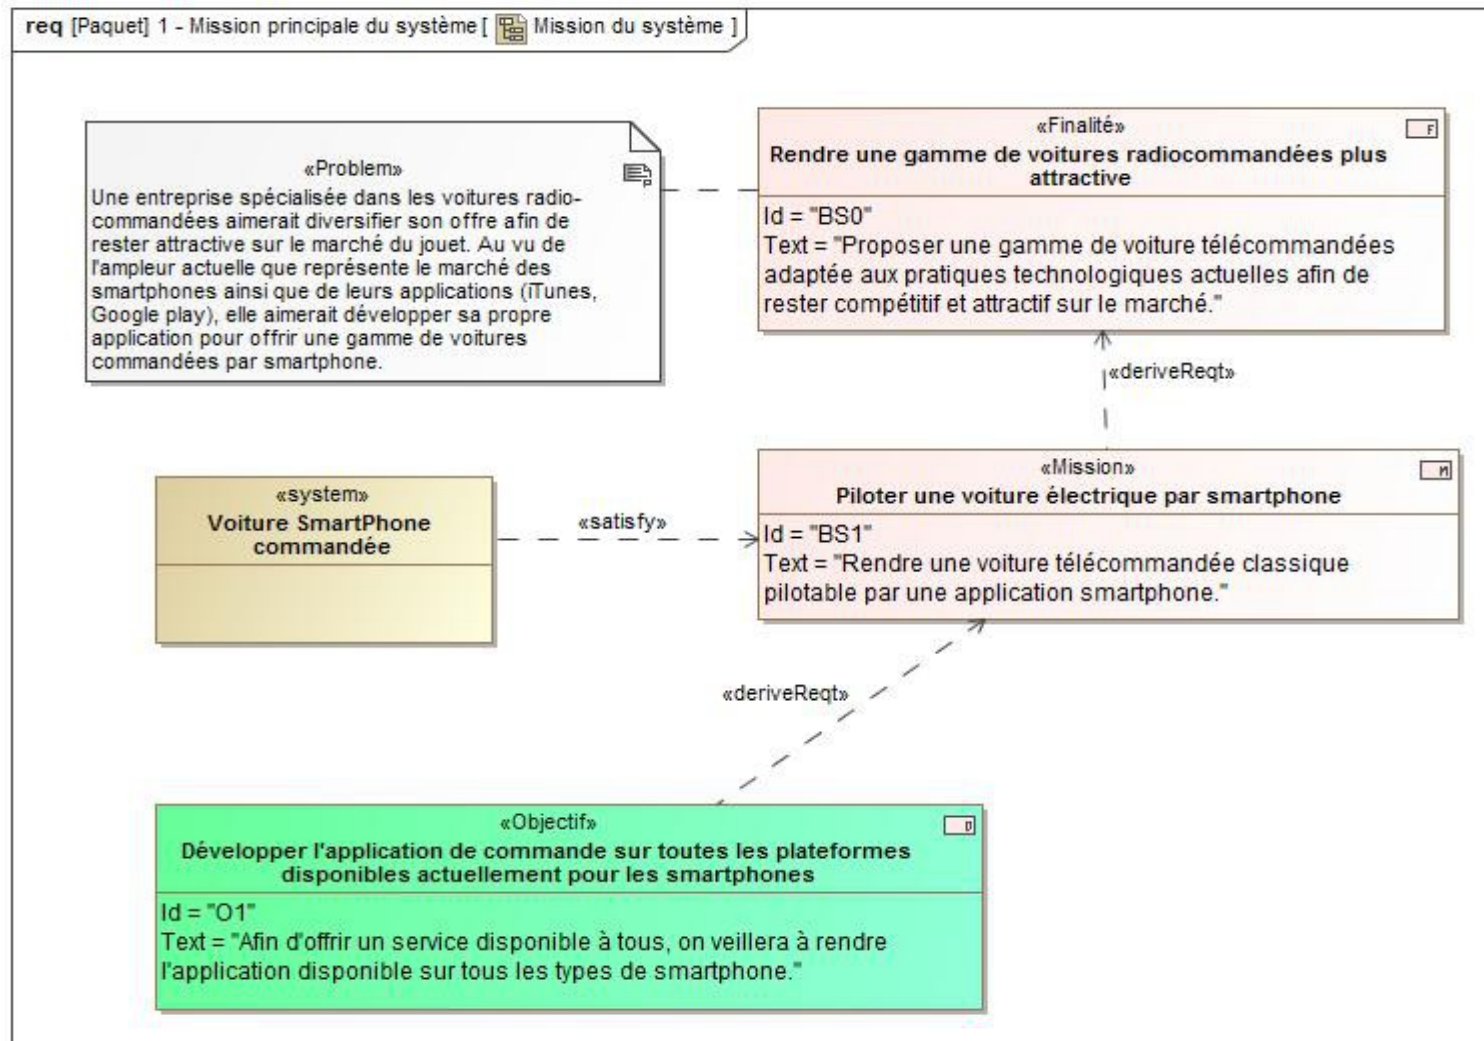 req [Paquet] 1 - Mission principale du système [ Mission du système ]
«Problem»
Une entreprise spécialisée dans les voitures radio-
commandées aimerait diversifier son offre afin de
rester attractive sur le marché du jouet. Au vu de
l'ampleur actuelle que représente le marché des
smartphones ainsi que de leurs applications (iTunes,
Google play), elle aimerait développer sa propre
application pour offrir une gamme de voitures
commandées par smartphone.
«Finalité»
F
Rendre une gamme de voitures radiocommandées plus
attractive
Id = "BS0"
Text = "Proposer une gamme de voiture télécommandées
adaptée aux pratiques technologiques actuelles afin de
rester compétitif et attractif sur le marché."
«deriveReqt»
«Mission»
M
Piloter une voiture électrique par smartphone
Id = "BS1"
Text = "Rendre une voiture télécommandée classique
pilotable par une application smartphone."
«system»
Voiture SmartPhone
commandée
«satisfy»
«deriveReqt»
«Objectif»
Développer l'application de commande sur toutes les plateformes
disponibles actuellement pour les smartphones
Id = "O1"
Text = "Afin d'offrir un service disponible à tous, on veillera à rendre
l'application disponible sur tous les types de smartphone."